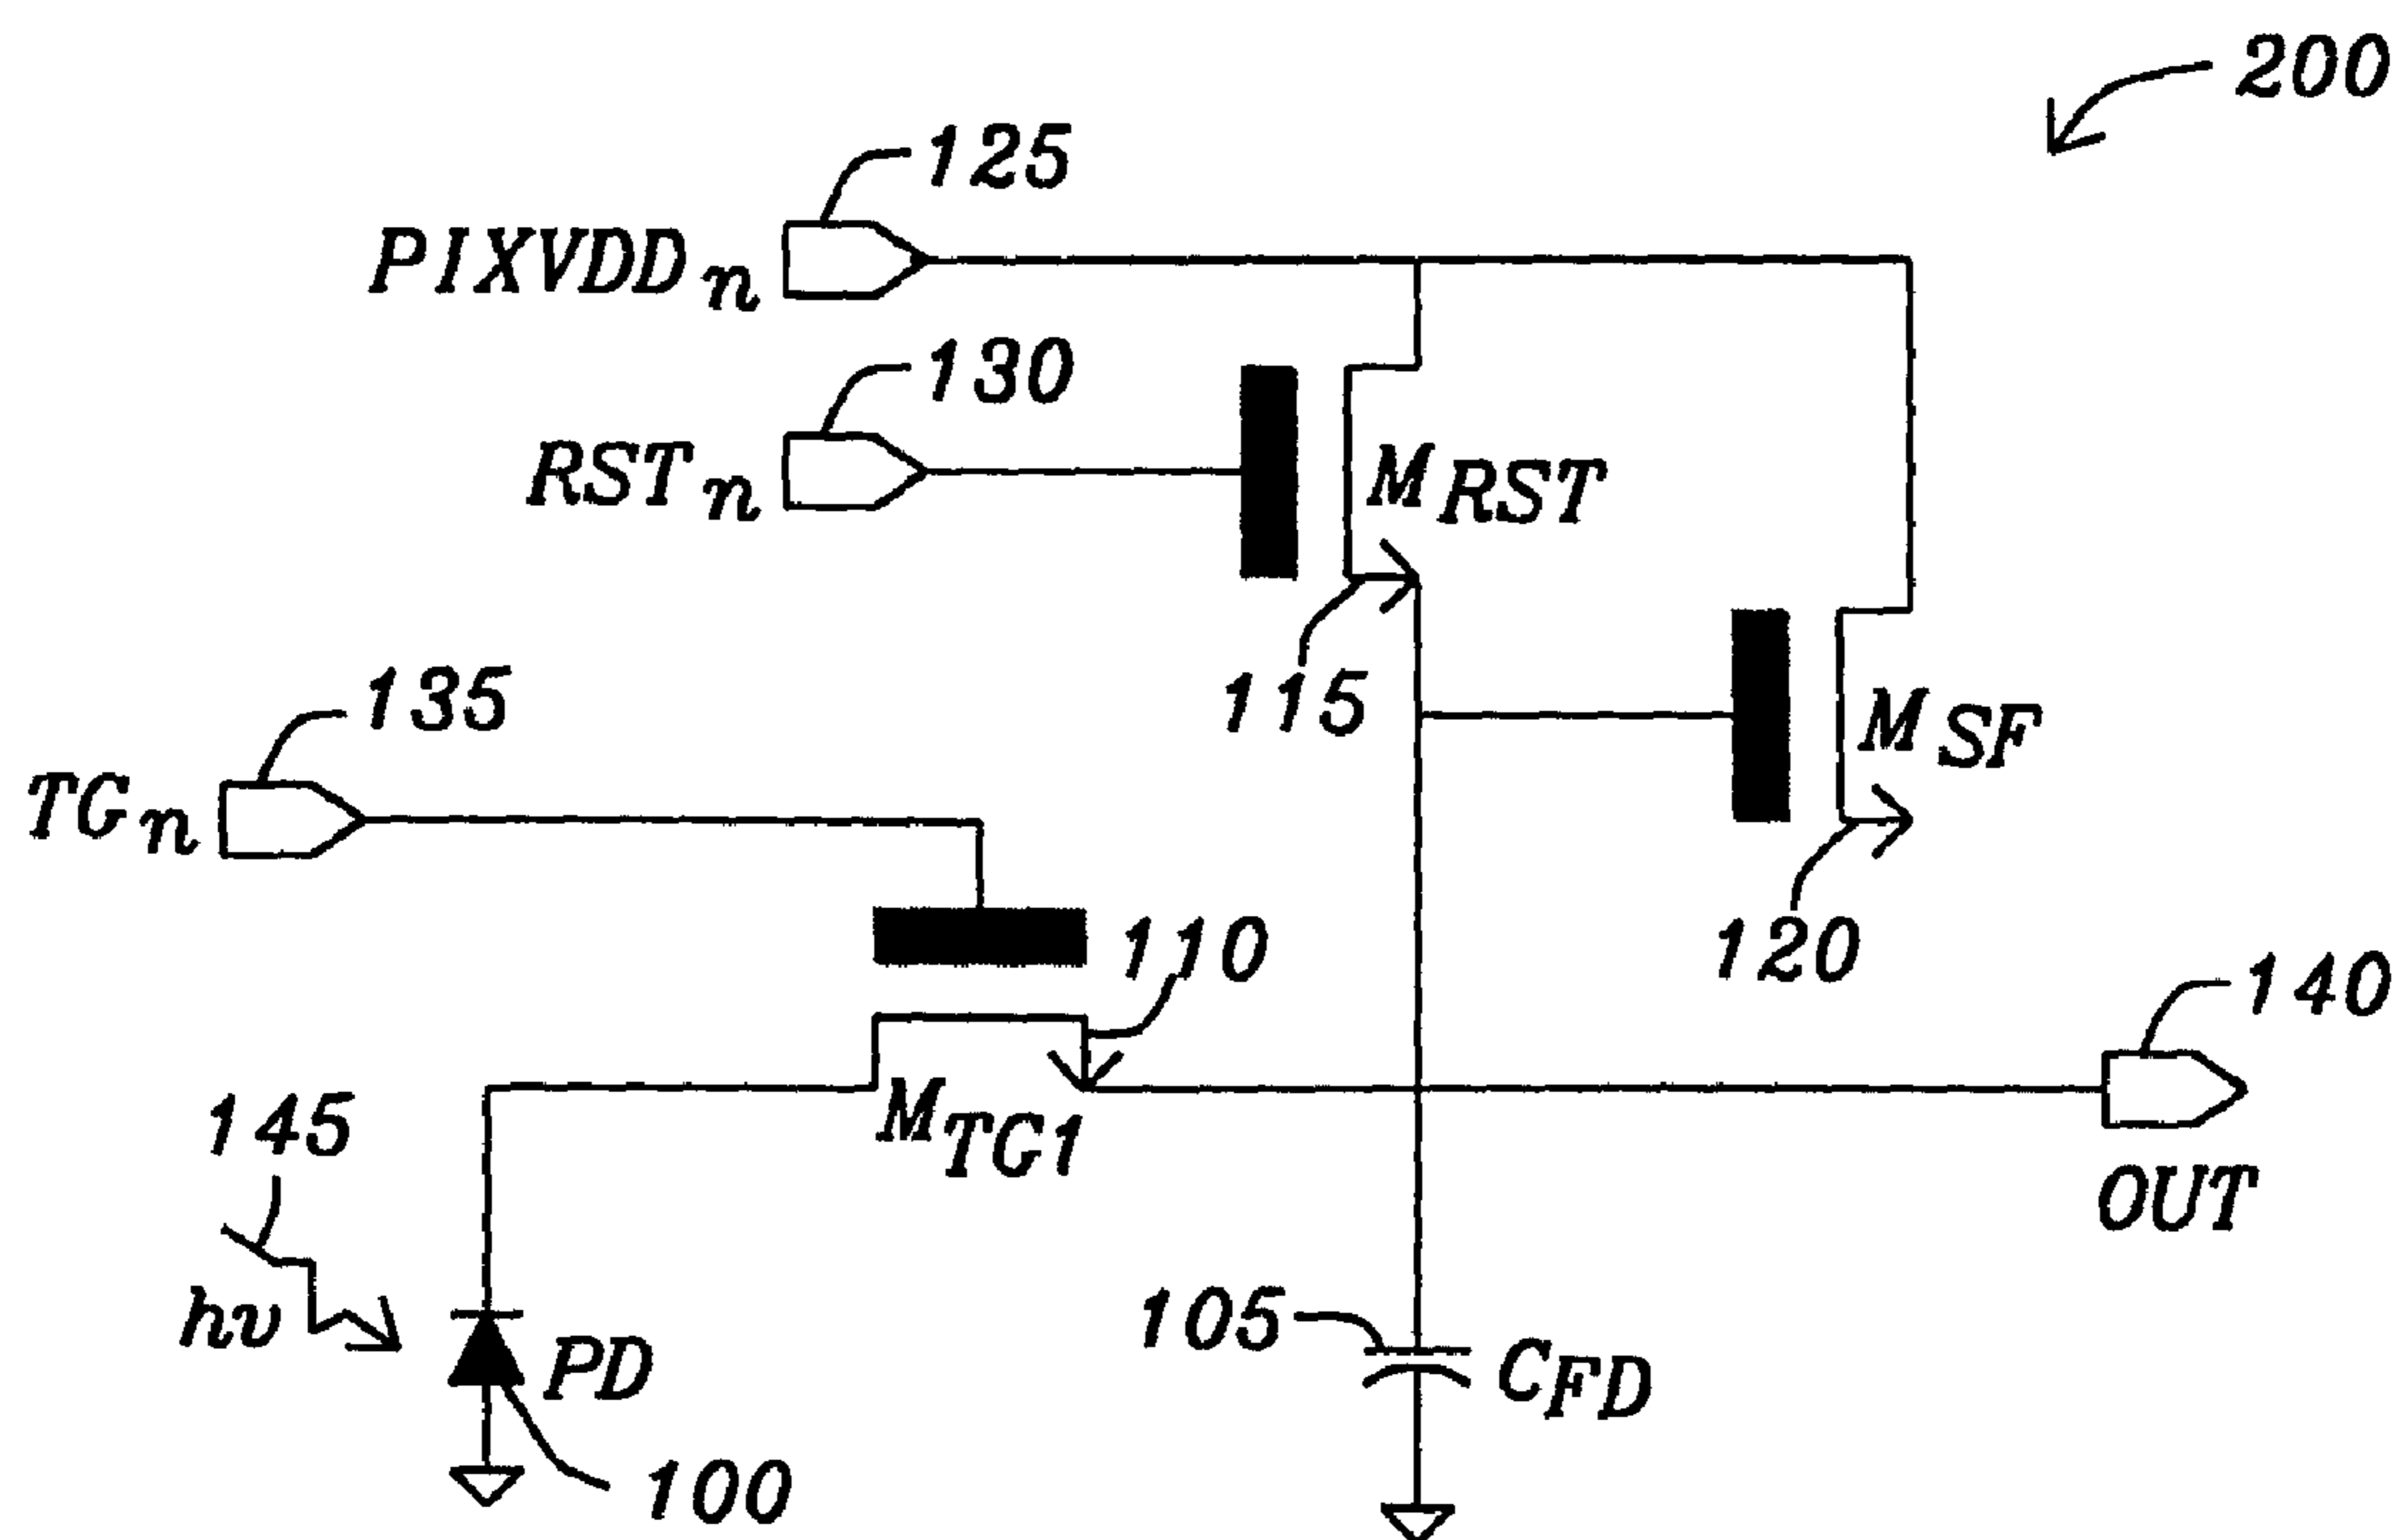 200
125
PIXVDDn
130
RSTn
MRST
115
135
MSF
TGn
110
120
140
145
MTG1
OUT
hν
105
PD
CFD
100